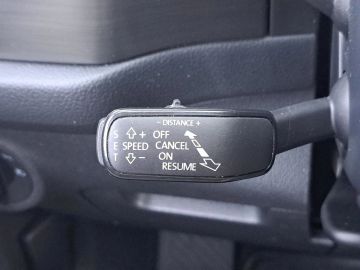 - DISTANCE +
S + OFF
E SPEED CANCEL
T - ON
RESUME